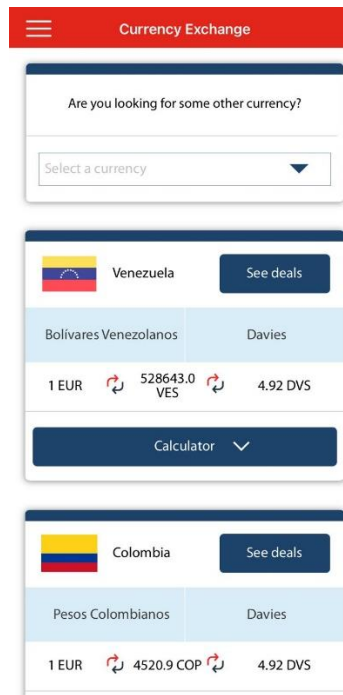 Currency Exchange
Are you looking for some other currency?
Select a currency
Venezuela
See deals
Bolívares Venezolanos
Davies
1 EUR
528643.0
VES
4.92 DVS
Calculator
Colombia
See deals
Pesos Colombianos
Davies
1 EUR
4520.9 COP
4.92 DVS